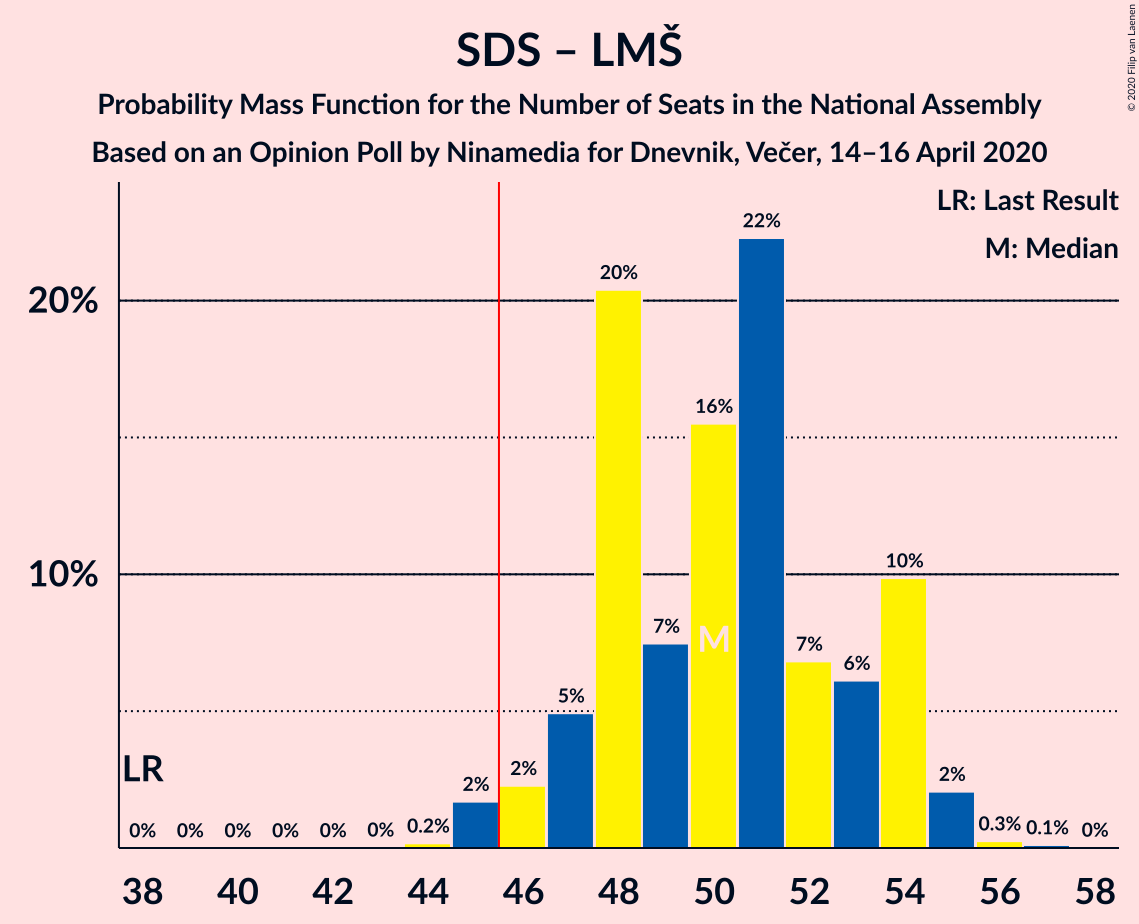 SDS – LMŠ
Probability Mass Function for the Number of Seats in the National Assembly
Based on an Opinion Poll by Ninamedia for Dnevnik, Večer, 14–16 April 2020
© 2020 Filip van Laenen
LR: Last Result
M: Median
20%
10%
LR
M
0%
0%
0%
0%
0%
0%
0.2%
2%
2%
5%
20%
7%
16%
22%
7%
6%
10%
2%
0.3%
0.1%
0%
38 40 42 44 46 48 50 52 54 56 58